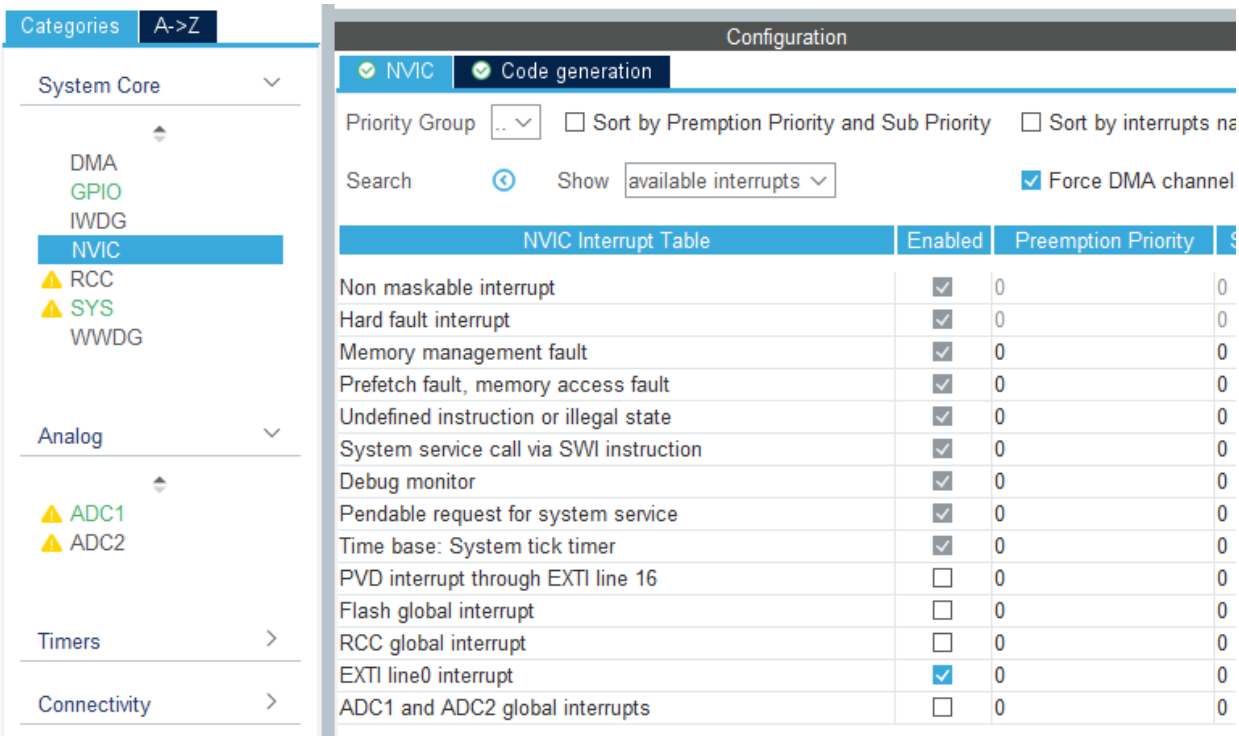 Categories A->Z
System Core
DMA
GPIO
IWDG
NVIC
RCC
SYS
WWDG
Analog
ADC1
ADC2
Timers
Connectivity
Configuration
NVIC Code generation
Priority Group .. Sort by Premption Priority and Sub Priority Sort by interrupts na
Search Show available interrupts Force DMA channel
NVIC Interrupt Table Enabled Preemption Priority S
Non maskable interrupt 0 0
Hard fault interrupt 0 0
Memory management fault 0 0
Prefetch fault, memory access fault 0 0
Undefined instruction or illegal state 0 0
System service call via SWI instruction 0 0
Debug monitor 0 0
Pendable request for system service 0 0
Time base: System tick timer 0 0
PVD interrupt through EXTI line 16 0 0
Flash global interrupt 0 0
RCC global interrupt 0 0
EXTI line0 interrupt 0 0
ADC1 and ADC2 global interrupts 0 0